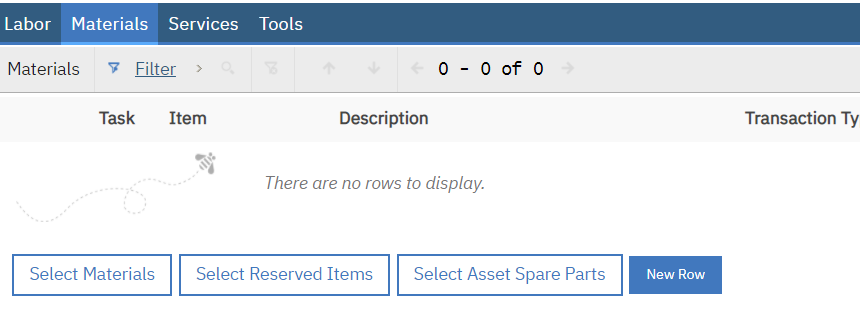 Labor Materials Services Tools
Materials Filter 0 - 0 of 0
Task Item Description Transaction Ty
There are no rows to display.
Select Materials Select Reserved Items Select Asset Spare Parts New Row